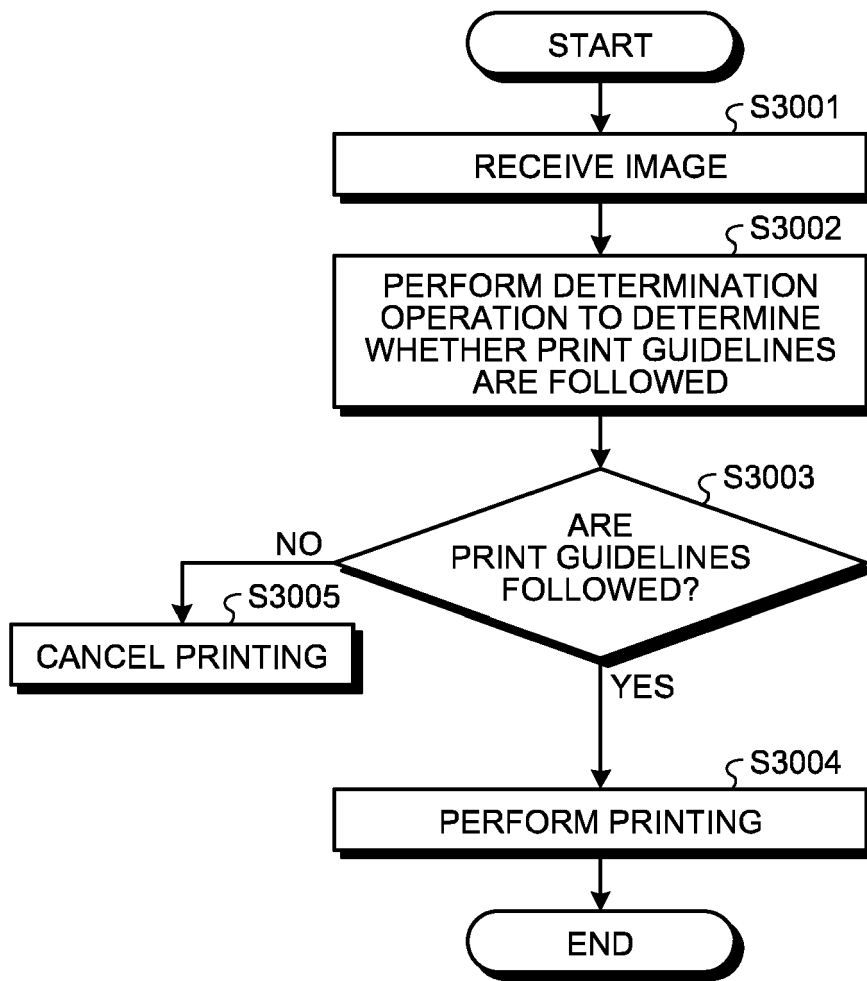 START
S3001
RECEIVE IMAGE
S3002
PERFORM DETERMINATION
OPERATION TO DETERMINE
WHETHER PRINT GUIDELINES
ARE FOLLOWED
S3003
ARE
PRINT GUIDELINES
FOLLOWED?
NO
S3005
CANCEL PRINTING
YES
S3004
PERFORM PRINTING
END